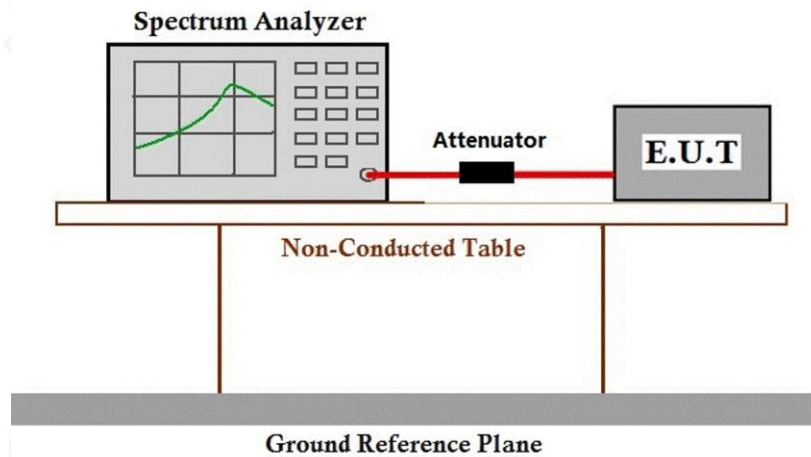 Spectrum Analyzer
Attenuator
E.U.T
Non-Conducted Table
Ground Reference Plane